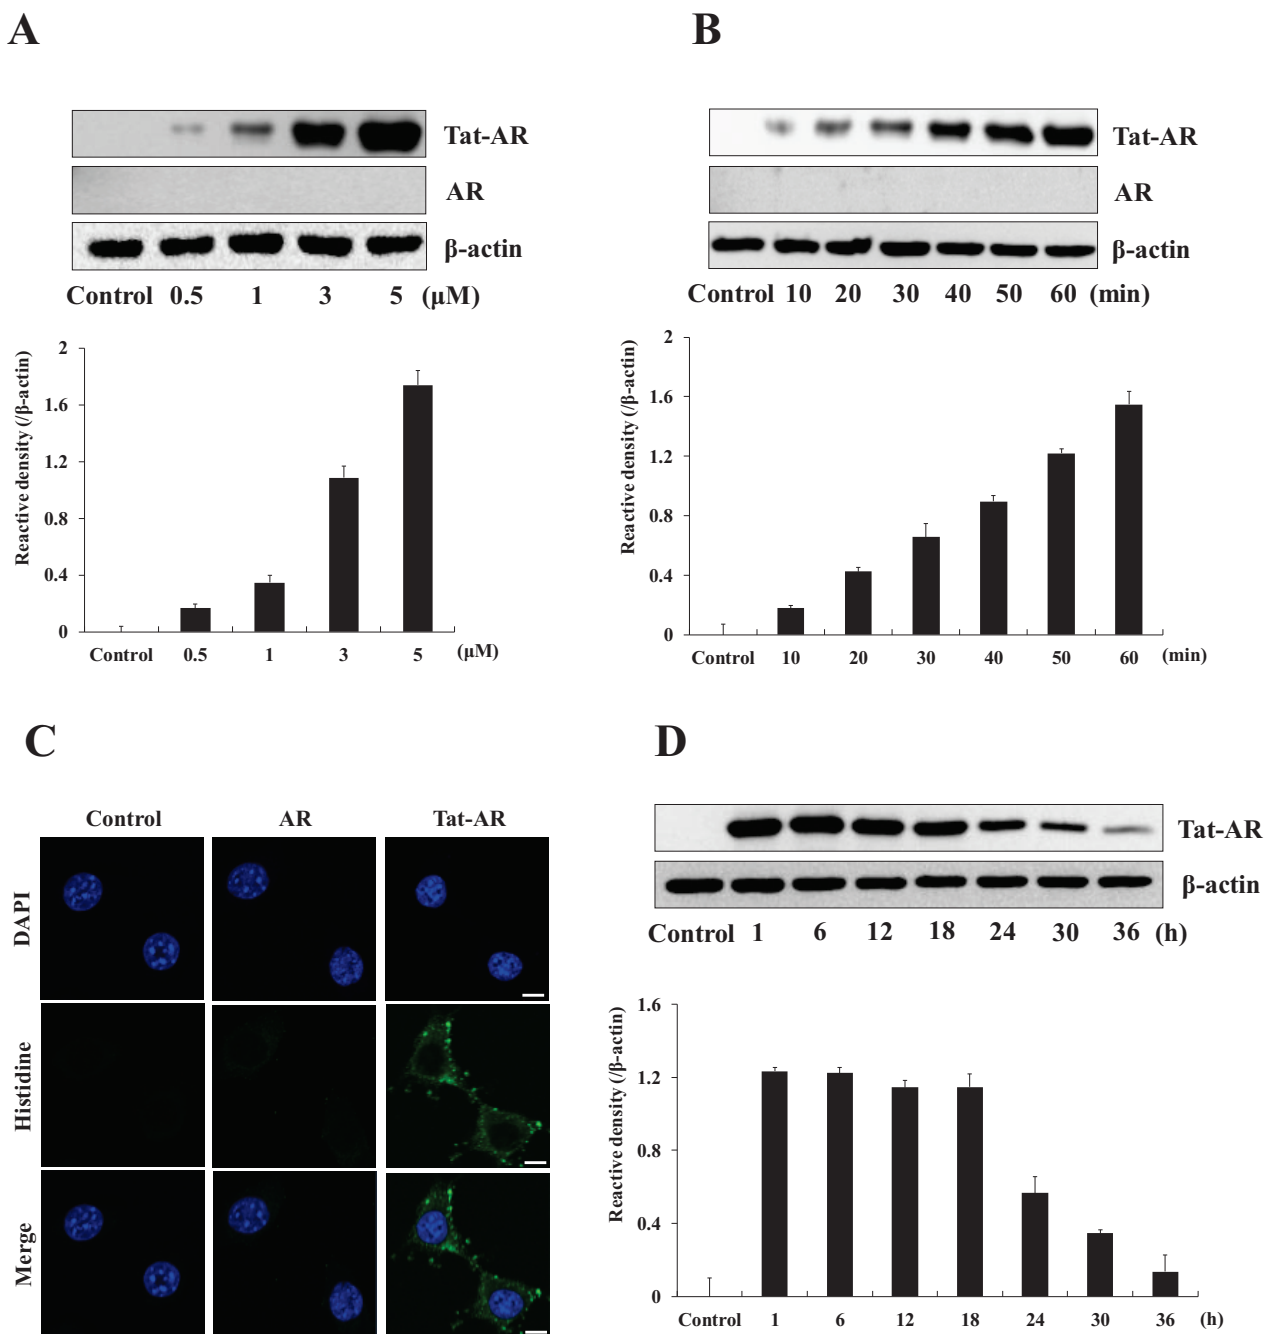 A
Tat-AR
AR
β-actin
Control 0.5 1 3 5 (μM)
Reactive density (/β-actin)
2
1.6
1.2
0.8
0.4
0
Control 0.5 1 3 5 (μM)
B
Tat-AR
AR
β-actin
Control 10 20 30 40 50 60 (min)
Reactive density (/β-actin)
2
1.6
1.2
0.8
0.4
0
Control 10 20 30 40 50 60 (min)
C
Control AR Tat-AR
DAPI
Histidine
Merge
D
Tat-AR
β-actin
Control 1 6 12 18 24 30 36 (h)
Reactive density (/β-actin)
1.6
1.2
0.8
0.4
0
Control 1 6 12 18 24 30 36 (h)